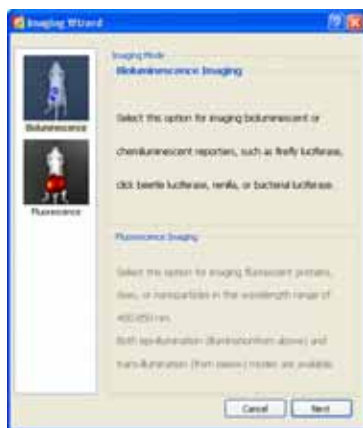 Imaging Wizard
Imaging Mode
Bioluminescence Imaging
Bioluminescence
Select this option for imaging bioluminescent or
chemiluminescent reporters, such as firefly luciferase,
click beetle luciferase, renilla, or bacterial luciferase.
Fluorescence
Fluorescence Imaging
Select this option for imaging fluorescent proteins,
dyes, or nanoparticles in the wavelength range of
400-850 nm.
Both epi-illumination (illumination from above) and
trans-illumination (from below) modes are available.
Cancel
Next